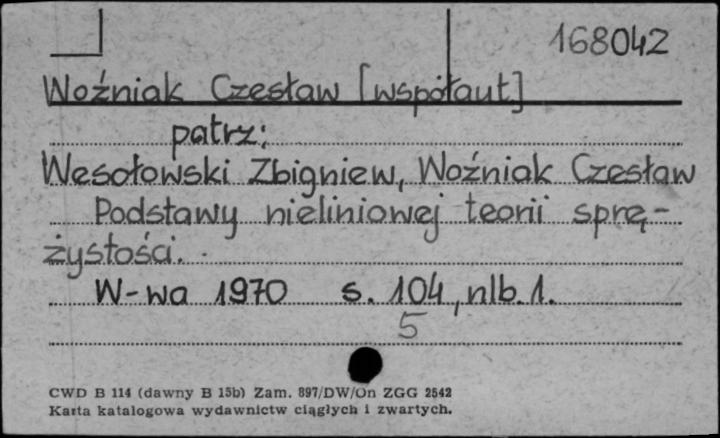 168042
Woźniak Czesław [współaut]
patrz:
Wesołowski Zbigniew, Woźniak Czesław
Podstawy nieliniowej teorii sprę-
żystości.
W-wa 1970 s. 104, nlb. 1.
5
CWD B 114 (dawny B 15b) Zam. 897/DW/On ZGG 2542
Karta katalogowa wydawnictw ciągłych i zwartych.